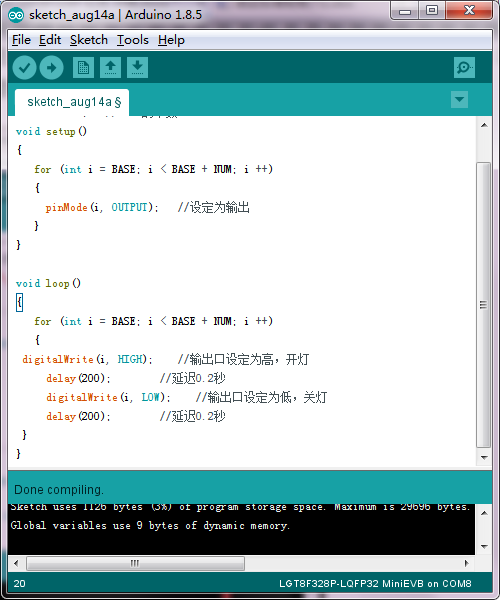 sketch_aug14a | Arduino 1.8.5
File Edit Sketch Tools Help
sketch_aug14a §
void setup()
{
for (int i = BASE; i < BASE + NUM; i ++)
{
pinMode(i, OUTPUT);   //设定为输出
}
}
void loop()
{
for (int i = BASE; i < BASE + NUM; i ++)
{
digitalWrite(i, HIGH);    //输出口设定为高，开灯
delay(200);        //延迟0.2秒
digitalWrite(i, LOW);    //输出口设定为低，关灯
delay(200);        //延迟0.2秒
}
}
Done compiling.
Sketch uses 1126 bytes (3%) of program storage space. Maximum is 29696 bytes.
Global variables use 9 bytes of dynamic memory.
20 LGT8F328P-LQFP32 MiniEVB on COM8